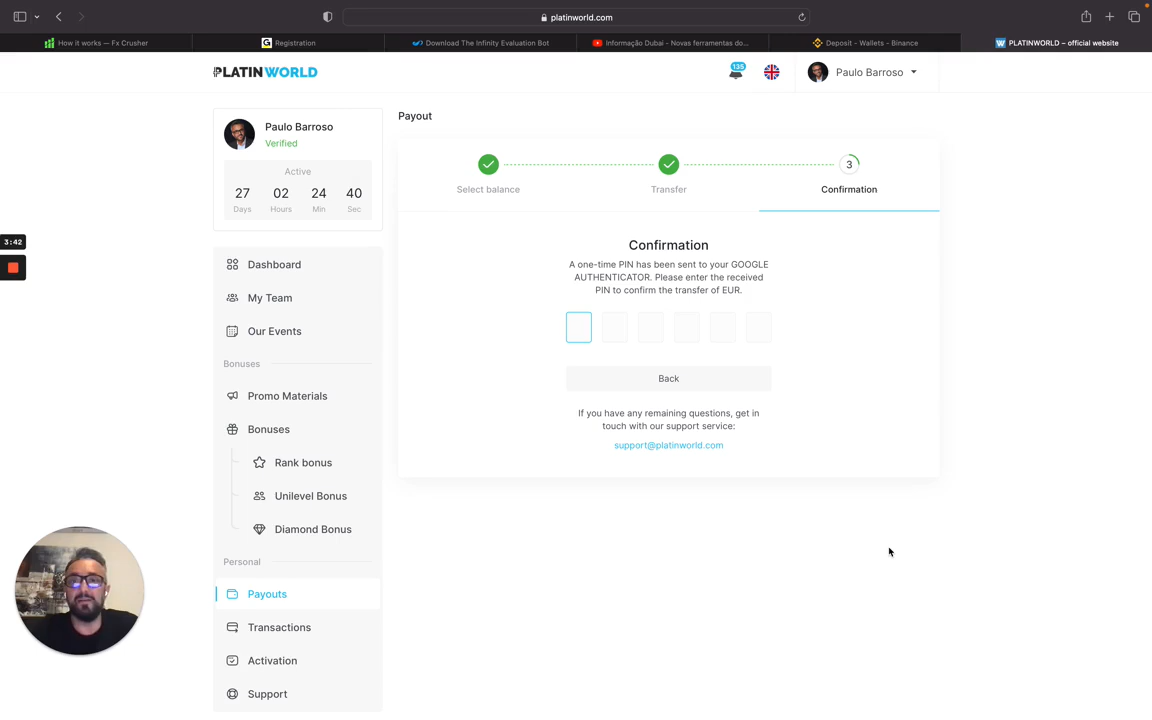 platinworld.com
How it works — Fx Crusher
Registration
Download The Infinity Evaluation Bot
Informação Dubai - Novas ferramentas do...
Deposit - Wallets - Binance
PLATINWORLD – official website
PLATINWORLD
135
Paulo Barroso
Paulo Barroso
Verified
Active
27 02 24 40
Days Hours Min Sec
3:42
Dashboard
My Team
Our Events
Bonuses
Promo Materials
Bonuses
Rank bonus
Unilevel Bonus
Diamond Bonus
Personal
Payouts
Transactions
Activation
Support
Payout
3
Select balance
Transfer
Confirmation
Confirmation
A one-time PIN has been sent to your GOOGLE
AUTHENTICATOR. Please enter the received
PIN to confirm the transfer of EUR.
Back
If you have any remaining questions, get in
touch with our support service:
support@platinworld.com